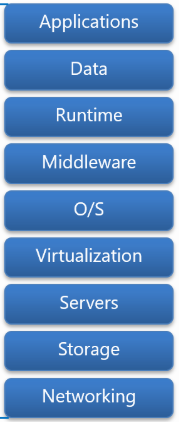 Applications
Data
Runtime
Middleware
O/S
Virtualization
Servers
Storage
Networking